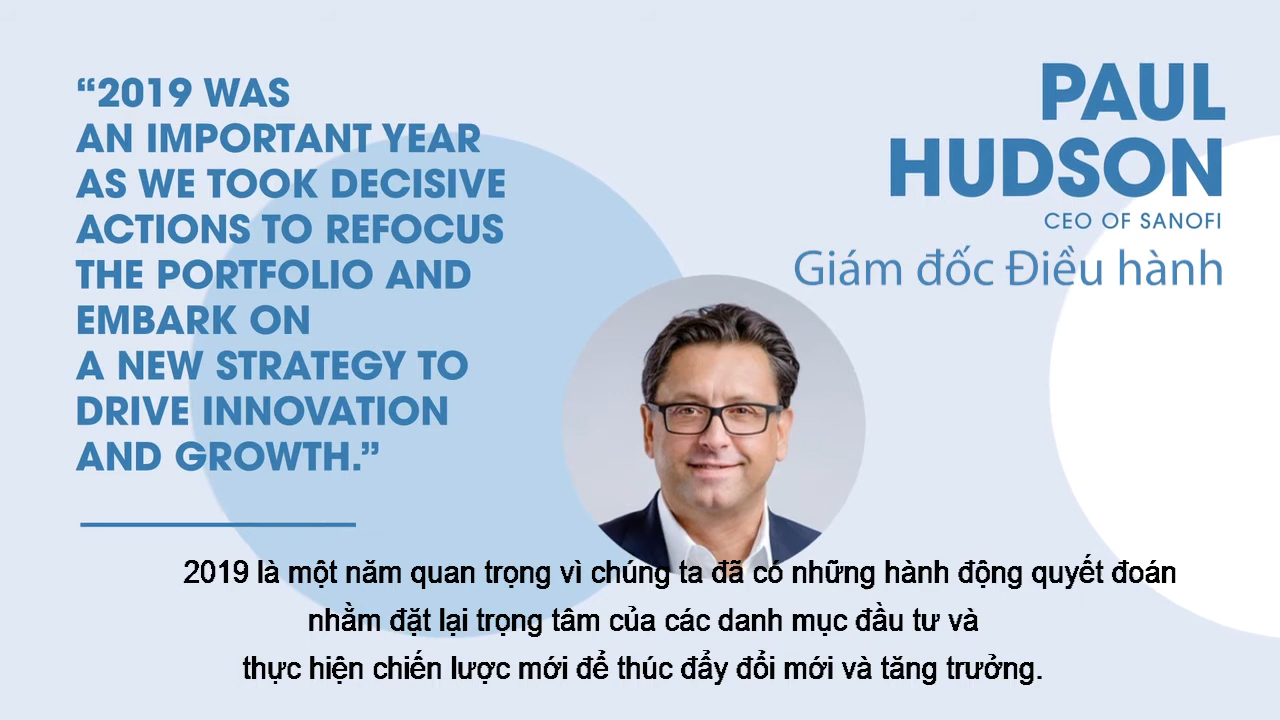 “2019 WAS
AN IMPORTANT YEAR
AS WE TOOK DECISIVE
ACTIONS TO REFOCUS
THE PORTFOLIO AND
EMBARK ON
A NEW STRATEGY TO
DRIVE INNOVATION
AND GROWTH.”
PAUL
HUDSON
CEO OF SANOFI
Giám đốc Điều hành
2019 là một năm quan trọng vì chúng ta đã có những hành động quyết đoán
nhằm đặt lại trọng tâm của các danh mục đầu tư và
thực hiện chiến lược mới để thúc đẩy đổi mới và tăng trưởng.